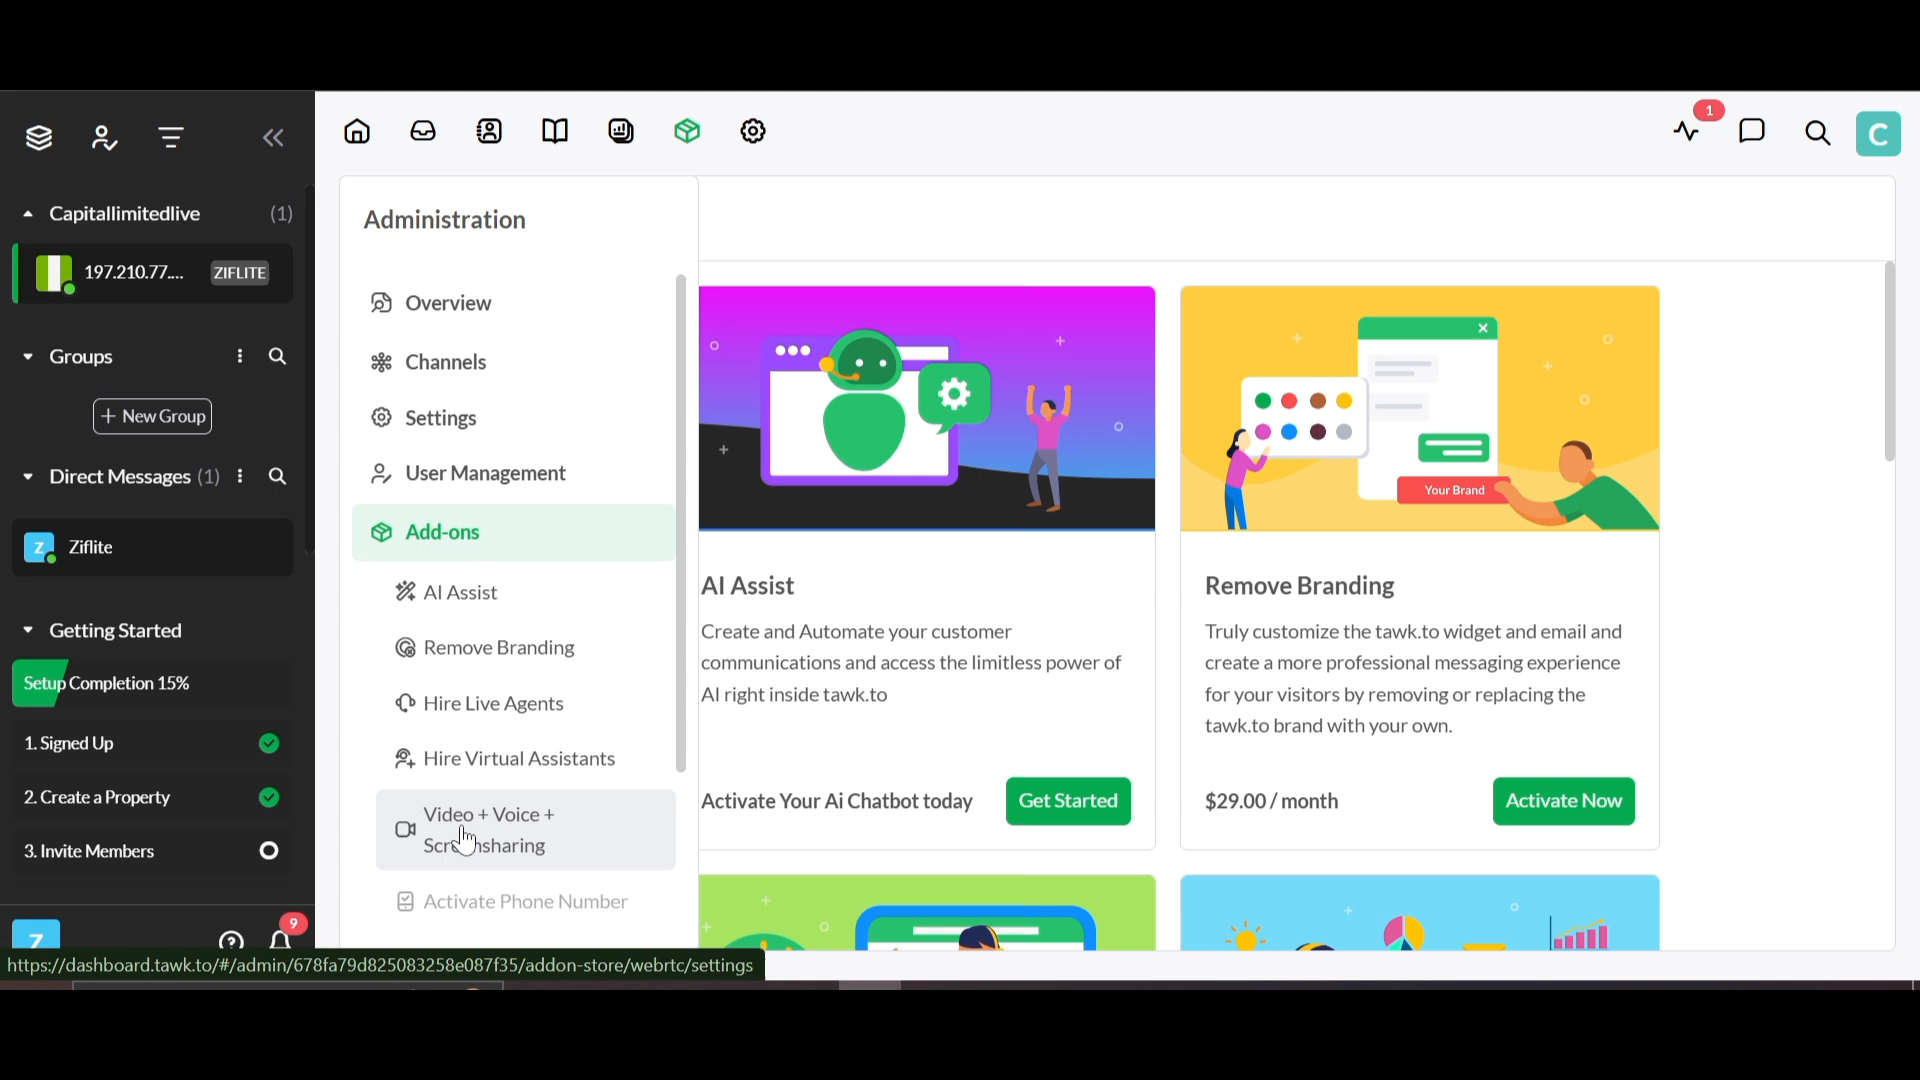 1
C
Capitallimitedlive (1)
197.210.77.... ZIFLITE
Groups
+ New Group
Direct Messages (1)
Z Ziflite
Getting Started
Setup Completion 15%
1. Signed Up
2. Create a Property
3. Invite Members
Z
9
https://dashboard.tawk.to/#/admin/678fa79d825083258e087f35/addon-store/webrtc/settings
Administration
Overview
Channels
Settings
User Management
Add-ons
AI Assist
Remove Branding
Hire Live Agents
Hire Virtual Assistants
Video + Voice +
Screensharing
Activate Phone Number
AI Assist
Create and Automate your customer
communications and access the limitless power of
AI right inside tawk.to
Activate Your Ai Chatbot today
Get Started
Your Brand
Remove Branding
Truly customize the tawk.to widget and email and
create a more professional messaging experience
for your visitors by removing or replacing the
tawk.to brand with your own.
$29.00 / month
Activate Now